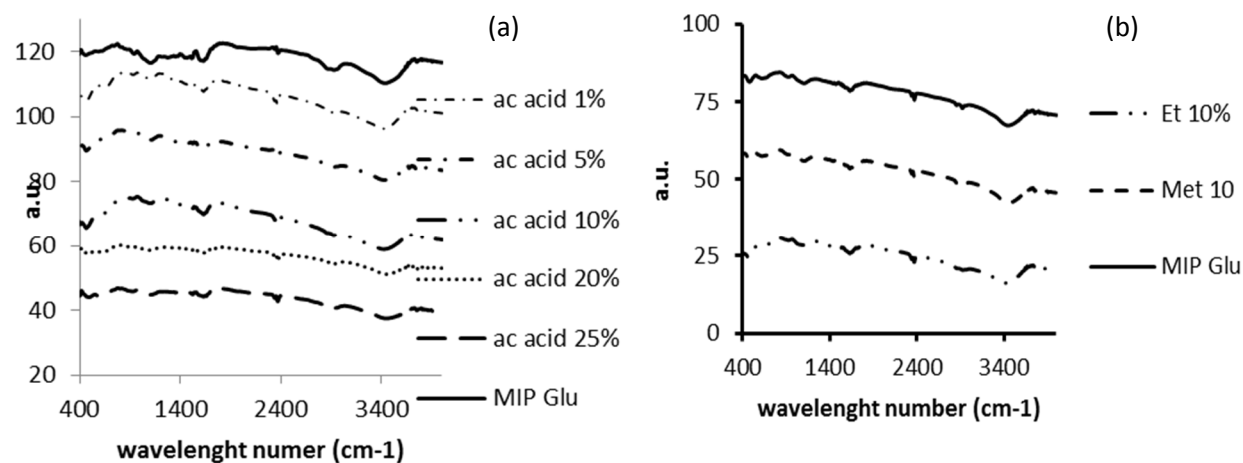 (a)
120
100
80
60
40
20
a.u.
400 1400 2400 3400
wavelenght numer (cm-1)
ac acid 1%
ac acid 5%
ac acid 10%
ac acid 20%
ac acid 25%
MIP Glu
(b)
100
75
50
25
0
a.u.
400 1400 2400 3400
wavelenght number (cm-1)
Et 10%
Met 10
MIP Glu